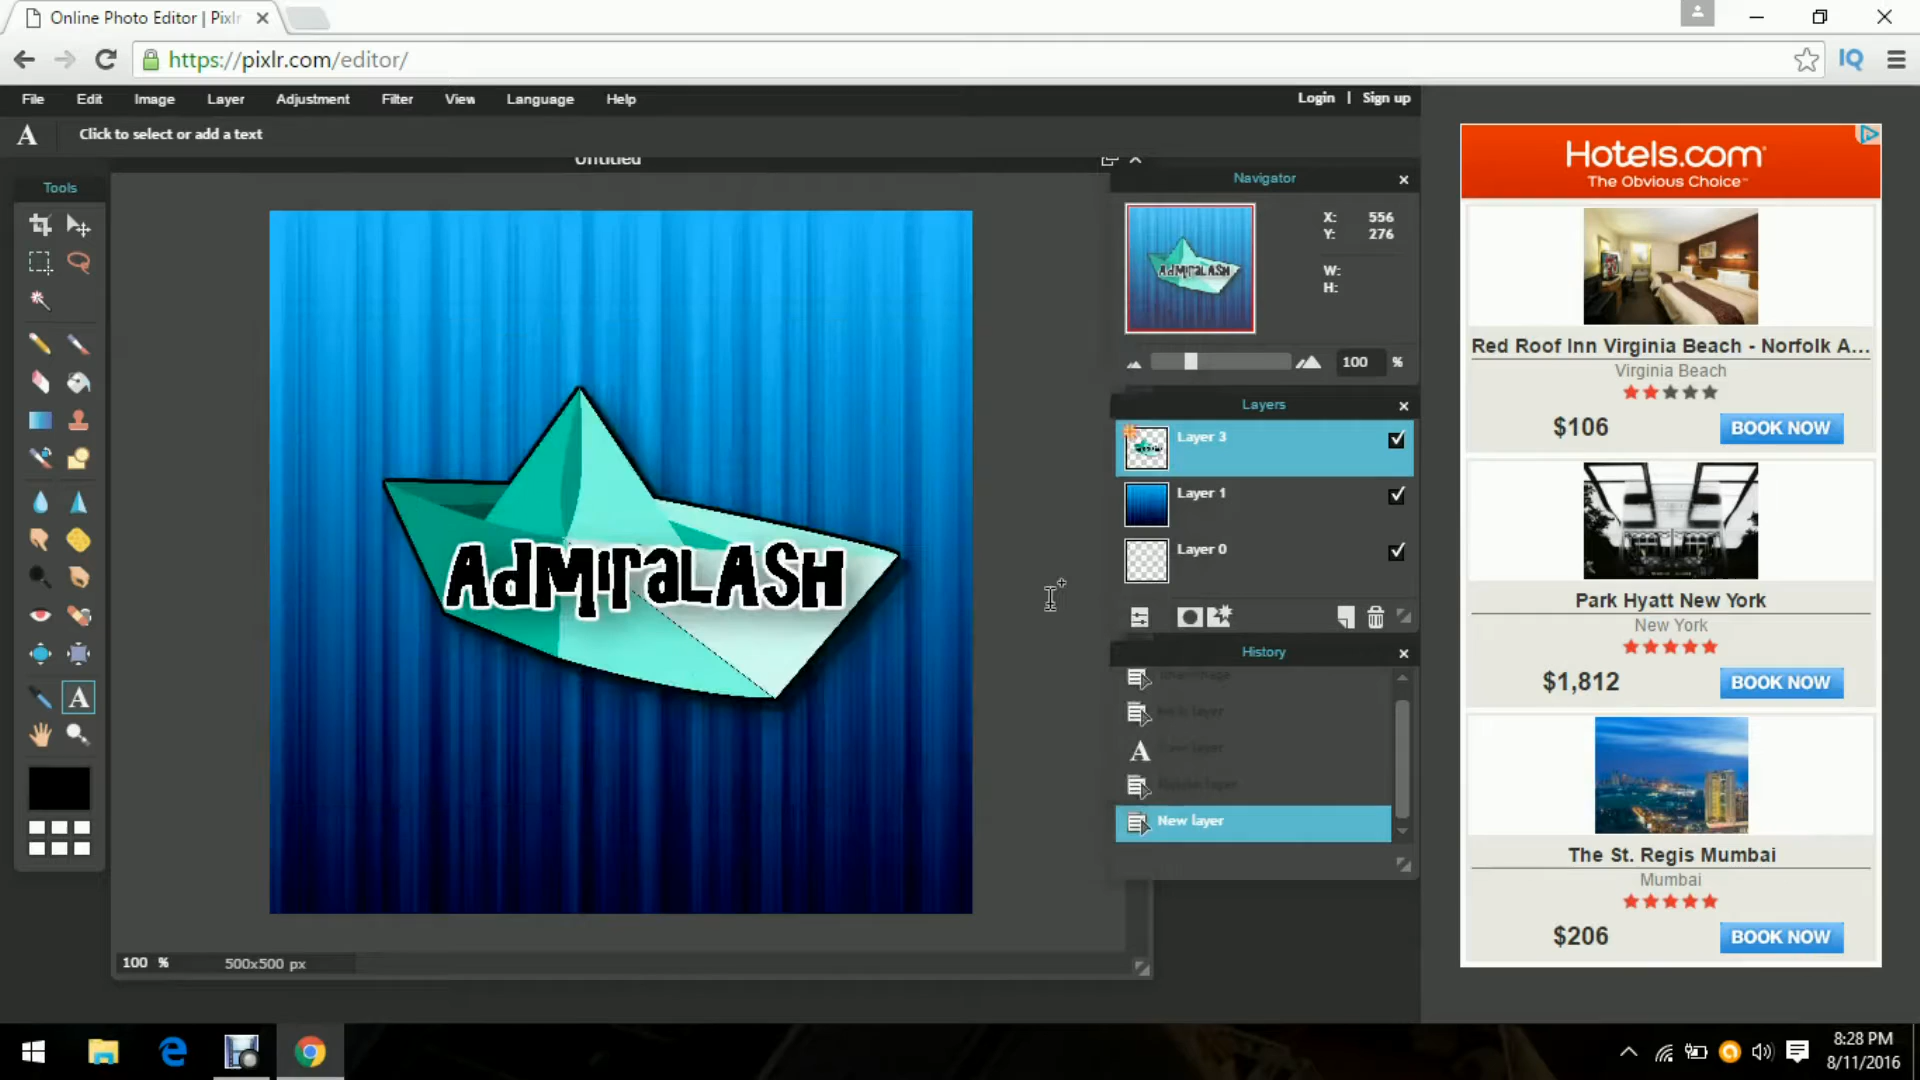 Online Photo Editor | Pixlr
https://pixlr.com/editor/
IQ
File Edit Image Layer Adjustment Filter View Language Help
Login | Sign up
A Click to select or add a text
Untitled
Tools
Navigator
X: 556
Y: 276
W:
H:
100 %
Layers
Layer 3
Layer 1
Layer 0
History
New layer
AdMiraLASH
100 % 500x500 px
Hotels.com
The Obvious Choice
Red Roof Inn Virginia Beach - Norfolk A...
Virginia Beach
$106 BOOK NOW
Park Hyatt New York
New York
$1,812 BOOK NOW
The St. Regis Mumbai
Mumbai
$206 BOOK NOW
8:28 PM
8/11/2016